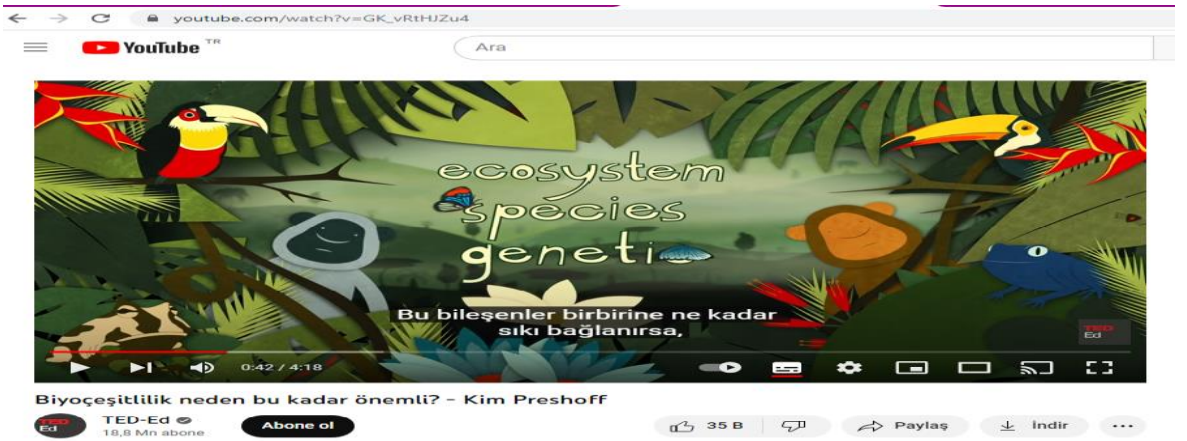 youtube.com/watch?v=GK_vRtHJZu4
YouTube TR
Ara
ecosystem
species
genetic
Bu bileşenler birbirine ne kadar
sıkı bağlanırsa,
TED
Ed
0:42 / 4:18
Biyoçeşitlilik neden bu kadar önemli? - Kim Preshoff
TED Ed
TED-Ed
18,8 Mn abone
Abone ol
35 B
Paylaş
İndir